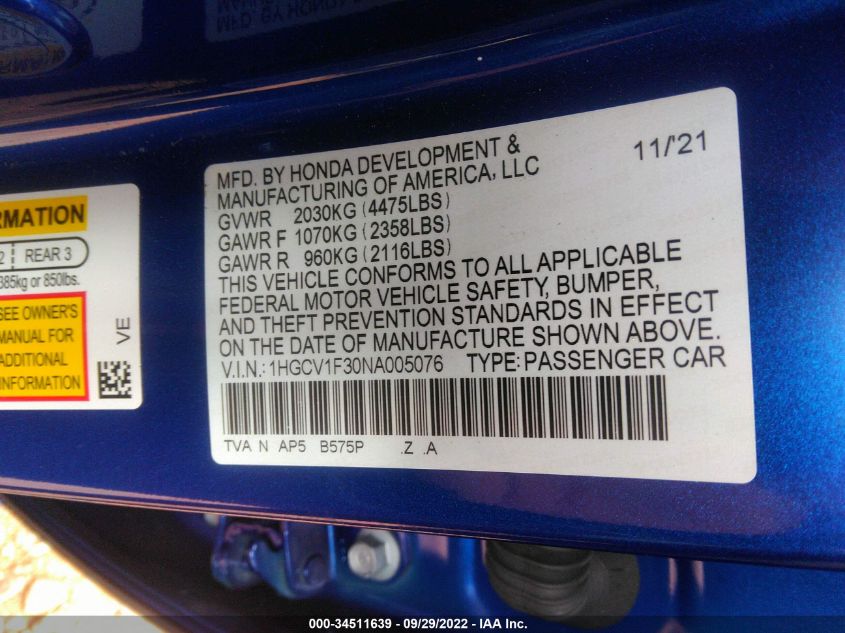 MFD. BY HONDA DEVELOPMENT & 11/'21
MANUFACTURING OF AMERICA, LLC
GVWR 2030KG (4475LBS)
GAWR F 1070KG (2358LBS)
GAWR R 960KG (2116LBS)
THIS VEHICLE CONFORMS TO ALL APPLICABLE
FEDERAL MOTOR VEHICLE SAFETY, BUMPER,
AND THEFT PREVENTION STANDARDS IN EFFECT
ON THE DATE OF MANUFACTURE SHOWN ABOVE.
V.I.N.: 1HGCV1F30NA005076 TYPE: PASSENGER CAR
TVA N AP5 B575P .Z .A
RMATION
2 REAR 3
385kg or 850lbs.
SEE OWNER'S
MANUAL FOR
ADDITIONAL
INFORMATION
VE
000-34511639 - 09/29/2022 - IAA Inc.